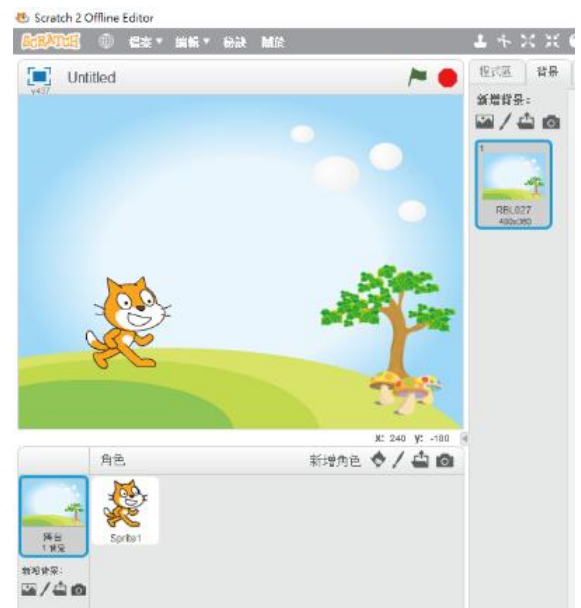 Scratch 2 Offline Editor
SCRATCH 檔案 編輯 秘訣 關於
Untitled
v437
程式區 背景
新增背景：
1
RBL027
480x360
X: 240 y: -180
角色 新增角色
舞台
1 背景
Sprite1
新增背景：